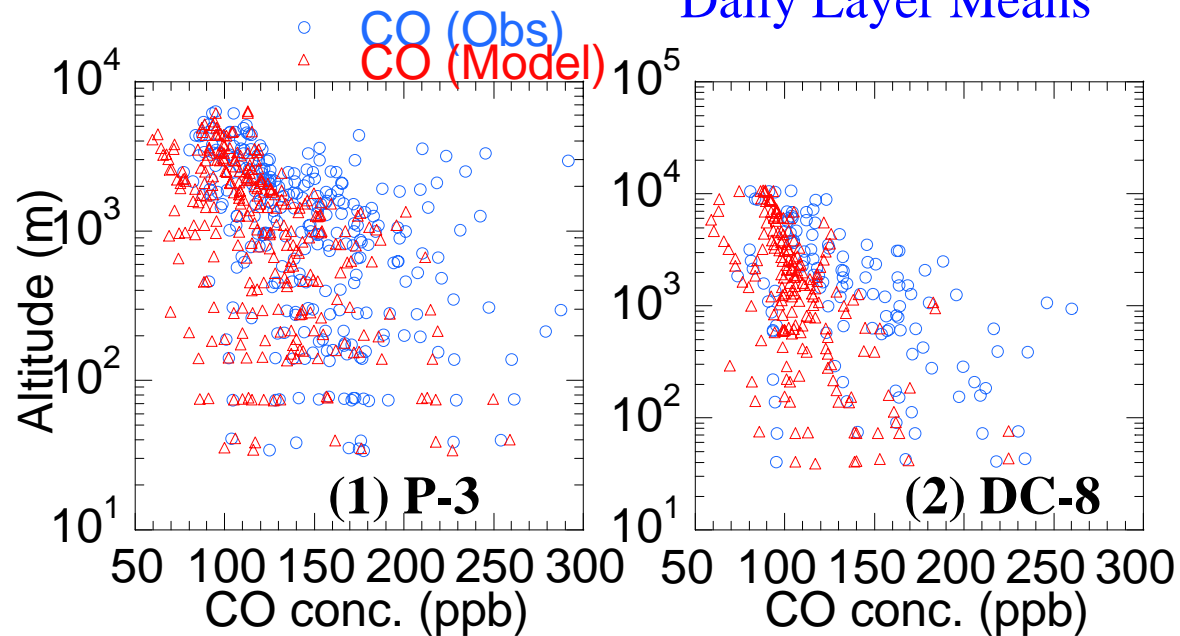 Daily Layer Means
CO (Obs)
CO (Model)
10^4
10^3
10^2
10^1
Altitude (m)
(1) P-3
50 100 150 200 250 300
CO conc. (ppb)
10^5
10^4
10^3
10^2
10^1
(2) DC-8
50 100 150 200 250 300
CO conc. (ppb)